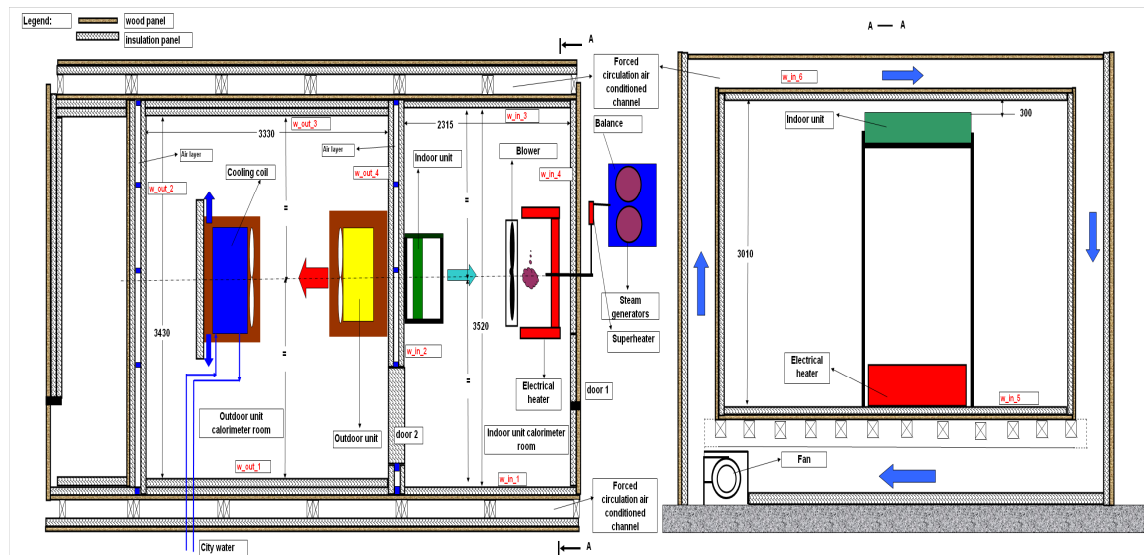 Legend:
wood panel
insulation panel
A
A — A
Forced
circulation air
conditioned
channel
w_in_6
300
Indoor unit
Balance
w_out_3
3330
w_in_3
2315
Air layer
Air layer
Indoor unit
Blower
w_out_2
Cooling coil
w_out_4
w_in_4
3010
Steam
generators
Superheater
3430
3520
w_in_2
Electrical
heater
Electrical
heater
door 1
w_in_5
Outdoor unit
calorimeter room
Outdoor unit
door 2
Indoor unit calorimeter
room
w_out_1
w_in_1
Fan
Forced
circulation air
conditioned
channel
City water
A